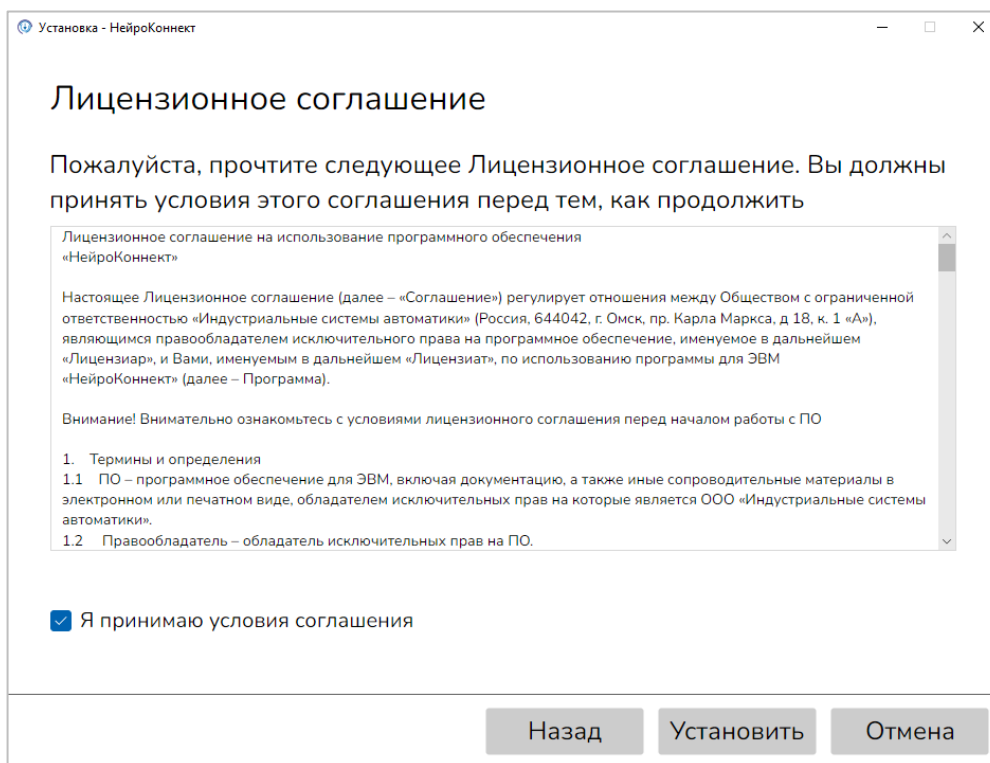 Установка - НейроКоннект
Лицензионное соглашение
Пожалуйста, прочтите следующее Лицензионное соглашение. Вы должны
принять условия этого соглашения перед тем, как продолжить
Лицензионное соглашение на использование программного обеспечения
«НейроКоннект»
Настоящее Лицензионное соглашение (далее – «Соглашение») регулирует отношения между Обществом с ограниченной
ответственностью «Индустриальные системы автоматики» (Россия, 644042, г. Омск, пр. Карла Маркса, д 18, к. 1 «А»),
являющимся правообладателем исключительного права на программное обеспечение, именуемое в дальнейшем
«Лицензиар», и Вами, именуемым в дальнейшем «Лицензиат», по использованию программы для ЭВМ
«НейроКоннект» (далее – Программа).
Внимание! Внимательно ознакомьтесь с условиями лицензионного соглашения перед началом работы с ПО
1. Термины и определения
1.1 ПО – программное обеспечение для ЭВМ, включая документацию, а также иные сопроводительные материалы в
электронном или печатном виде, обладателем исключительных прав на которые является ООО «Индустриальные системы
автоматики».
1.2 Правообладатель – обладатель исключительных прав на ПО.
Я принимаю условия соглашения
Назад Установить Отмена